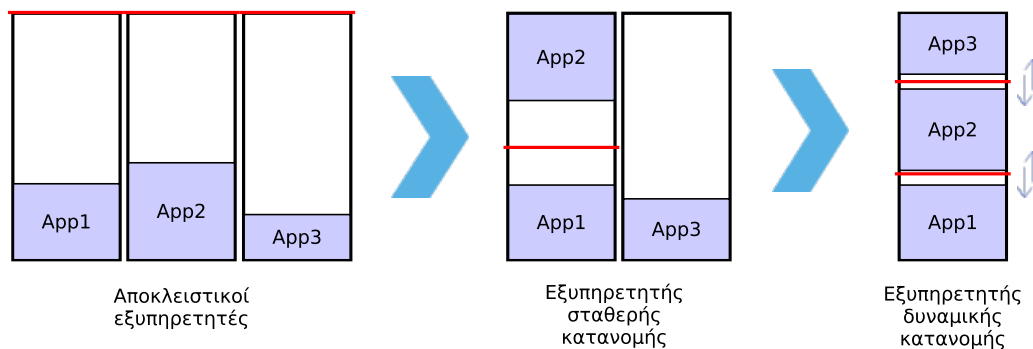 App1
App2
App3
Αποκλειστικοί
εξυπηρετητές
App2
App1
App3
Εξυπηρετητής
σταθερής
κατανομής
App3
App2
App1
Εξυπηρετητής
δυναμικής
κατανομής